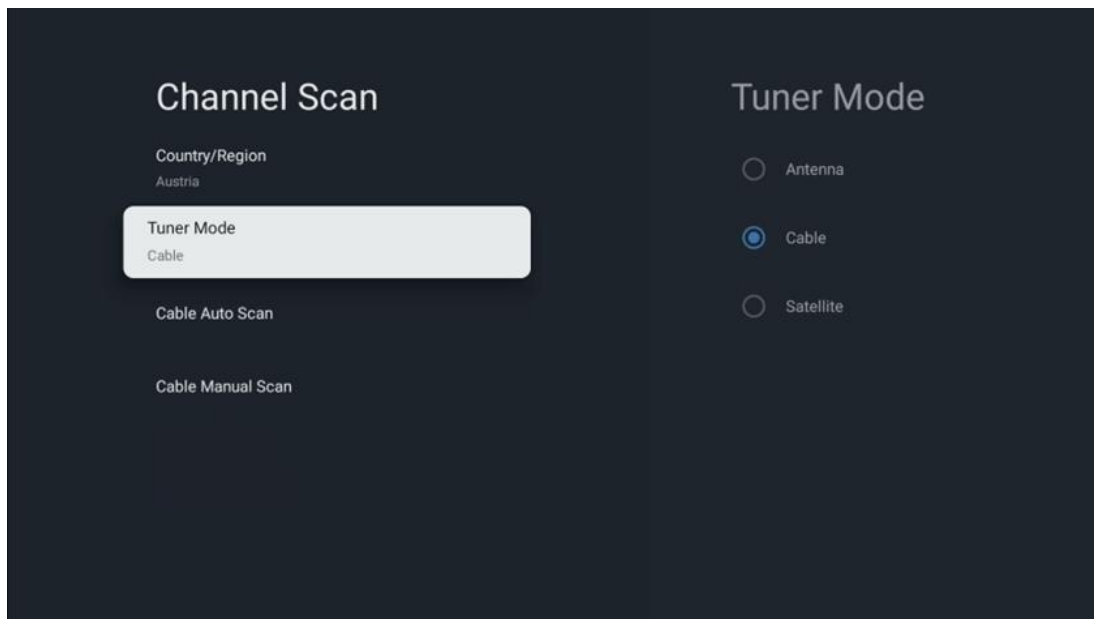 Channel Scan
Country/Region
Austria
Tuner Mode
Cable
Cable Auto Scan
Cable Manual Scan
Tuner Mode
Antenna
Cable
Satellite